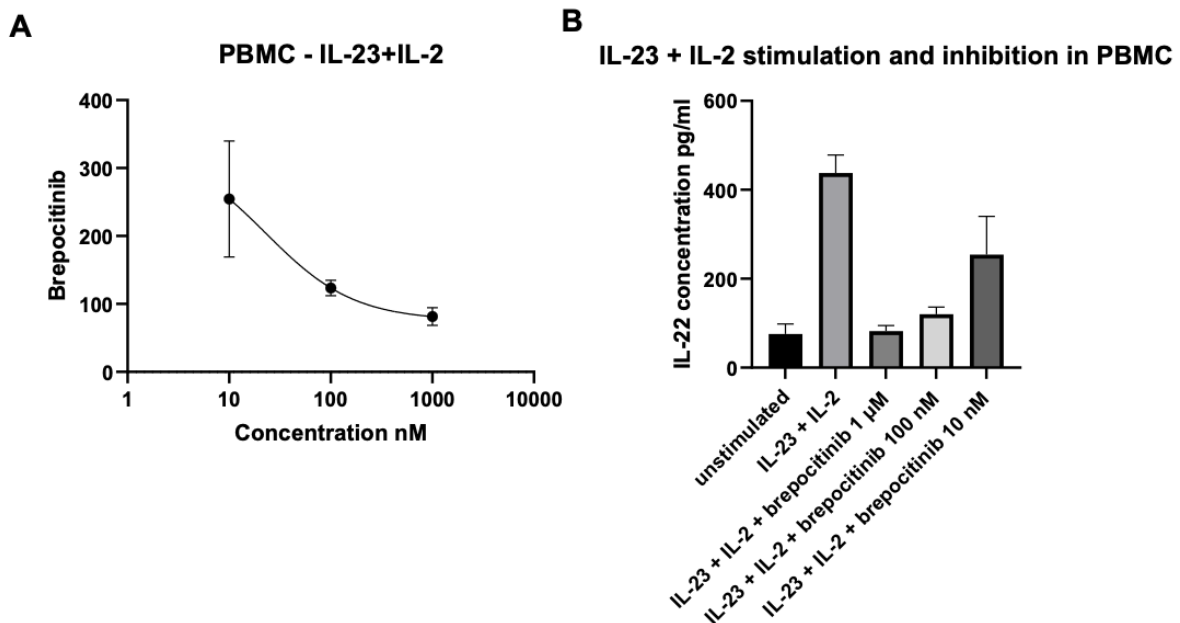 A
PBMC - IL-23+IL-2
400
300
200
100
0
Brepocitinib
1
10
100
1000
10000
Concentration nM
B
IL-23 + IL-2 stimulation and inhibition in PBMC
600
400
200
0
IL-22 concentration pg/ml
unstimulated
IL-23 + IL-2
IL-23 + IL-2 + brepocitinib 1 µM
IL-23 + IL-2 + brepocitinib 100 nM
IL-23 + IL-2 + brepocitinib 10 nM